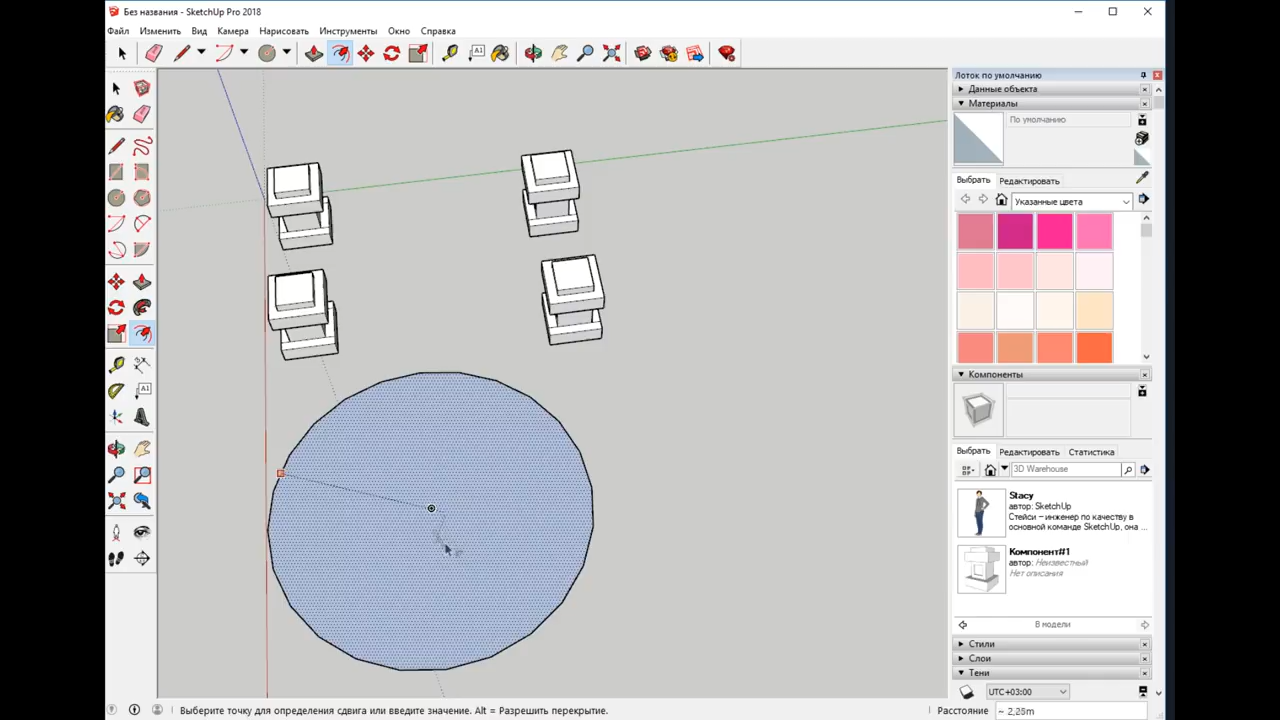 Без названия - SketchUp Pro 2018
Файл Изменить Вид Камера Нарисовать Инструменты Окно Справка
A1
Лоток по умолчанию
Данные объекта
Материалы
По умолчанию
Выбрать Редактировать
Указанные цвета
A1
Компоненты
Выбрать Редактировать Статистика
3D Warehouse
Stacy
автор: SketchUp
Стейси – инженер по качеству в
основной команде SketchUp, она ...
Компонент#1
автор: Неизвестный
Нет описания
В модели
Стили
Слои
Тени
UTC+03:00
Выберите точку для определения сдвига или введите значение. Alt = Разрешить перекрытие.
Расстояние ~ 2,25m